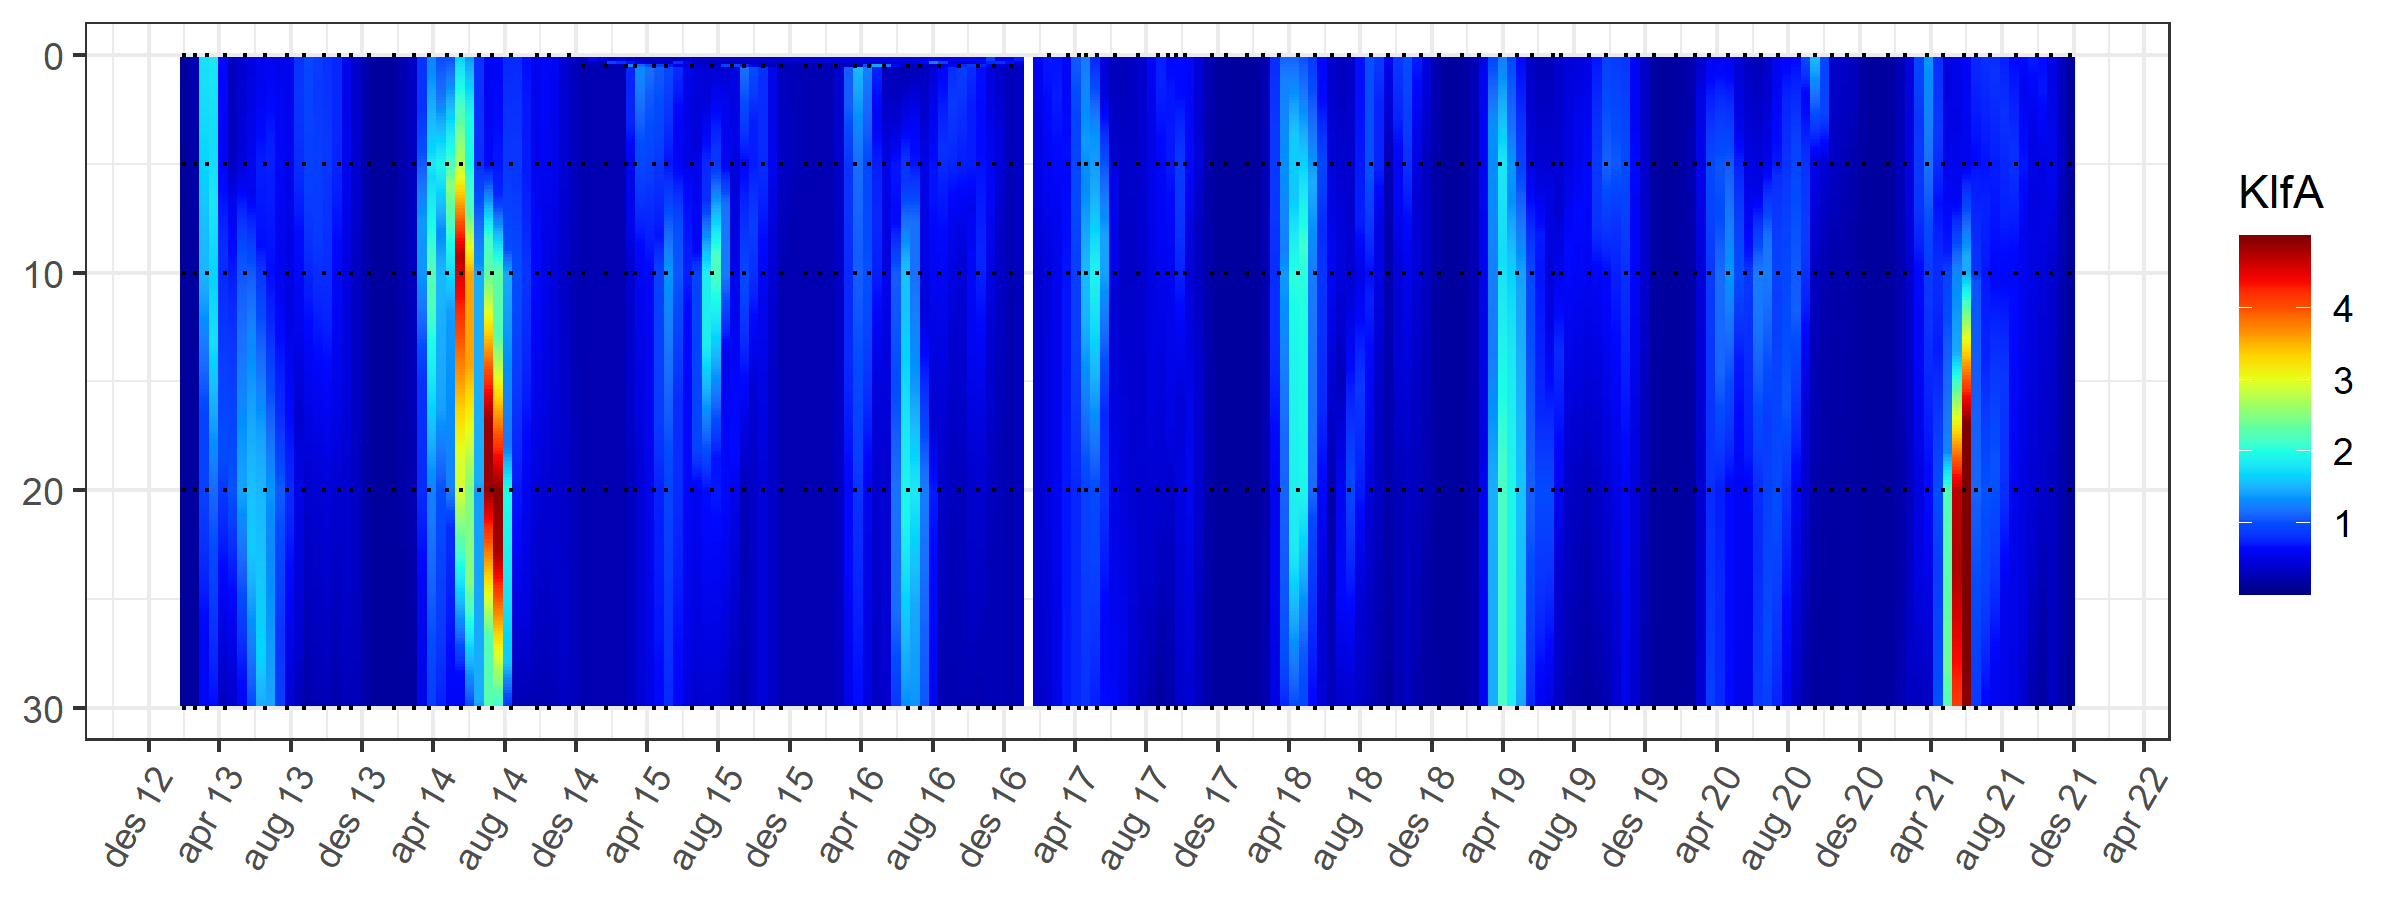 0
10
20
30
des 12
apr 13
aug 13
des 13
apr 14
aug 14
des 14
apr 15
aug 15
des 15
apr 16
aug 16
des 16
apr 17
aug 17
des 17
apr 18
aug 18
des 18
apr 19
aug 19
des 19
apr 20
aug 20
des 20
apr 21
aug 21
des 21
apr 22
KlfA
4
3
2
1